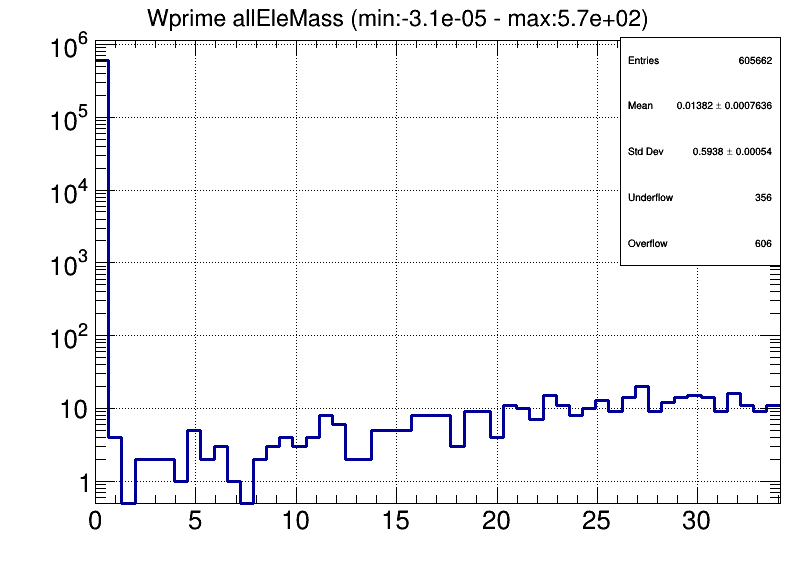 Wprime allEleMass (min:-3.1e-05 - max:5.7e+02)
Entries 605662
Mean 0.01382 ± 0.0007636
Std Dev 0.5938 ± 0.00054
Underflow 356
Overflow 606
10^6
10^5
10^4
10^3
10^2
10
1
0 5 10 15 20 25 30